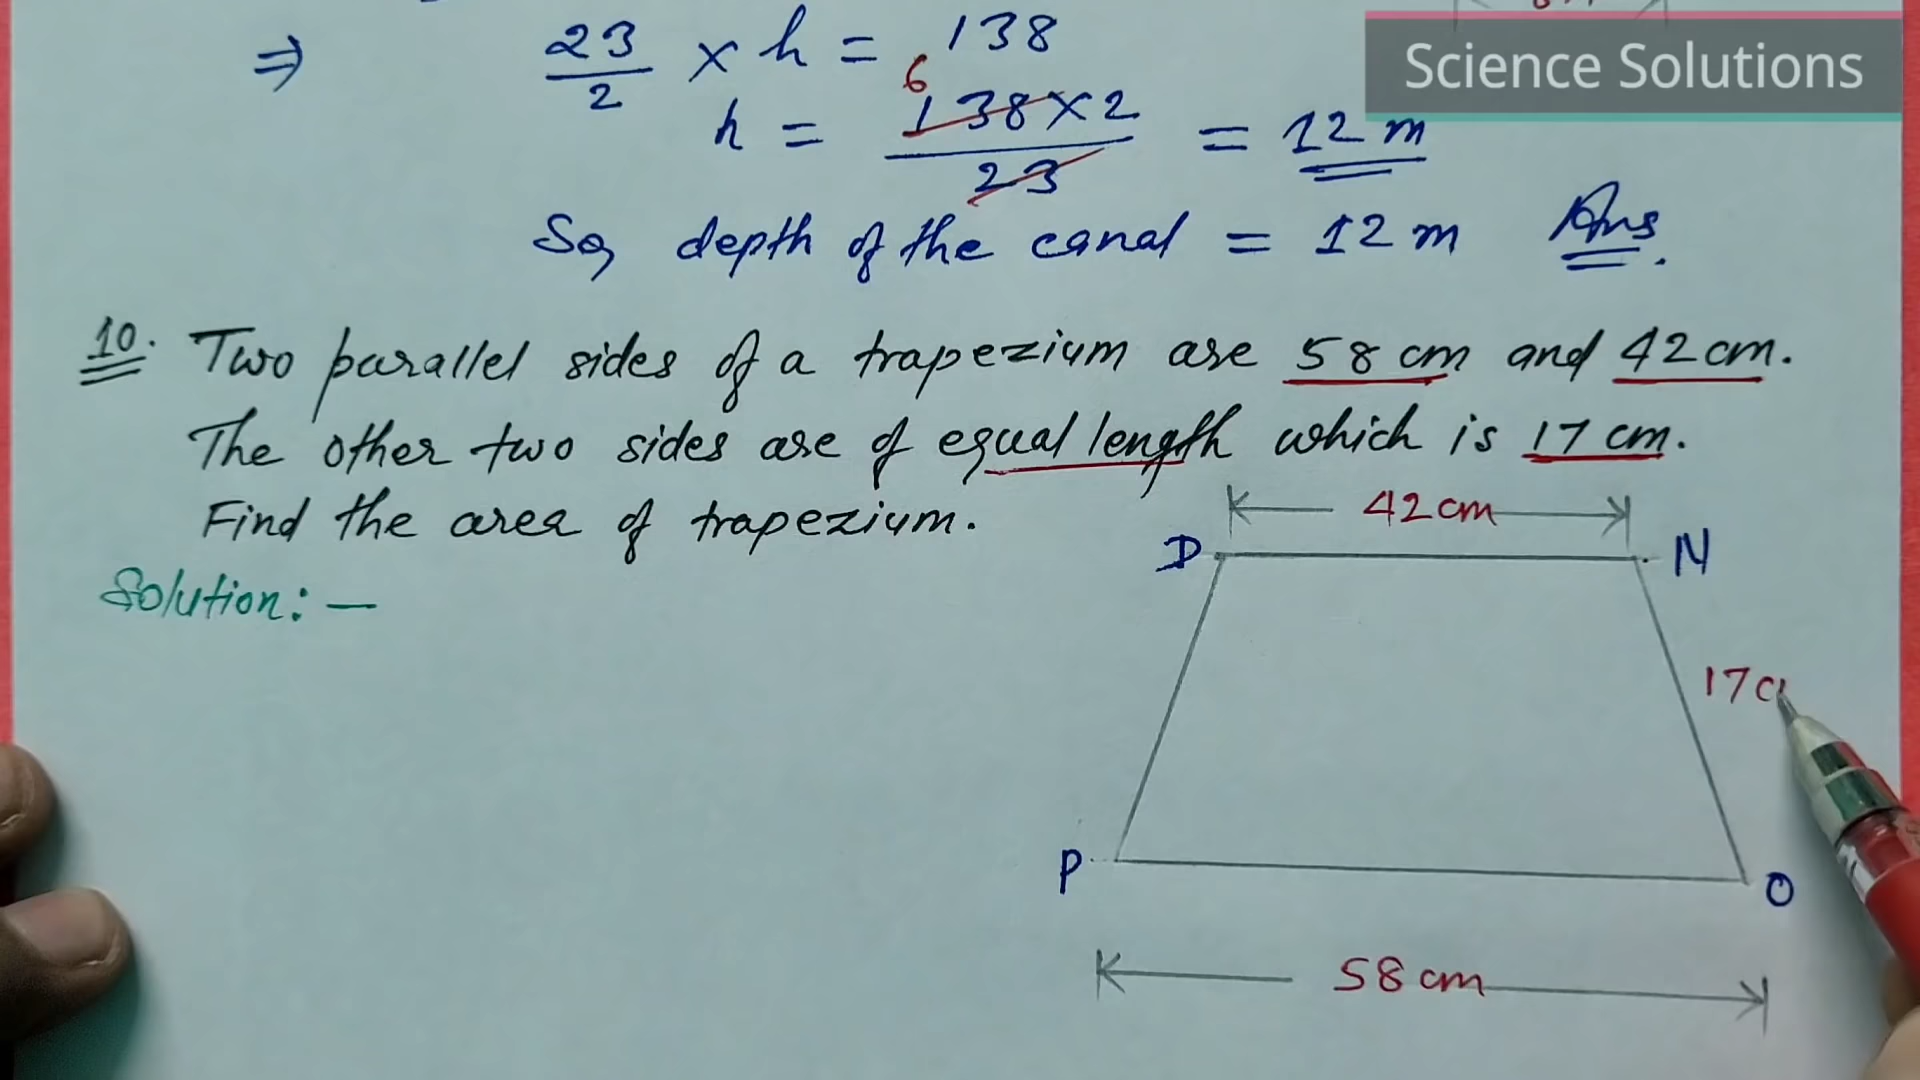 Science Solutions
⇒ 23/2 × h = 138
h = 138×2/23 = 12 m
6
So, depth of the canal = 12 m Ans.
10. Two parallel sides of a trapezium are 58 cm and 42 cm.
The other two sides are of equal length which is 17 cm.
Find the area of trapezium.
Solution:—
42 cm
D N
17 c
P O
58 cm